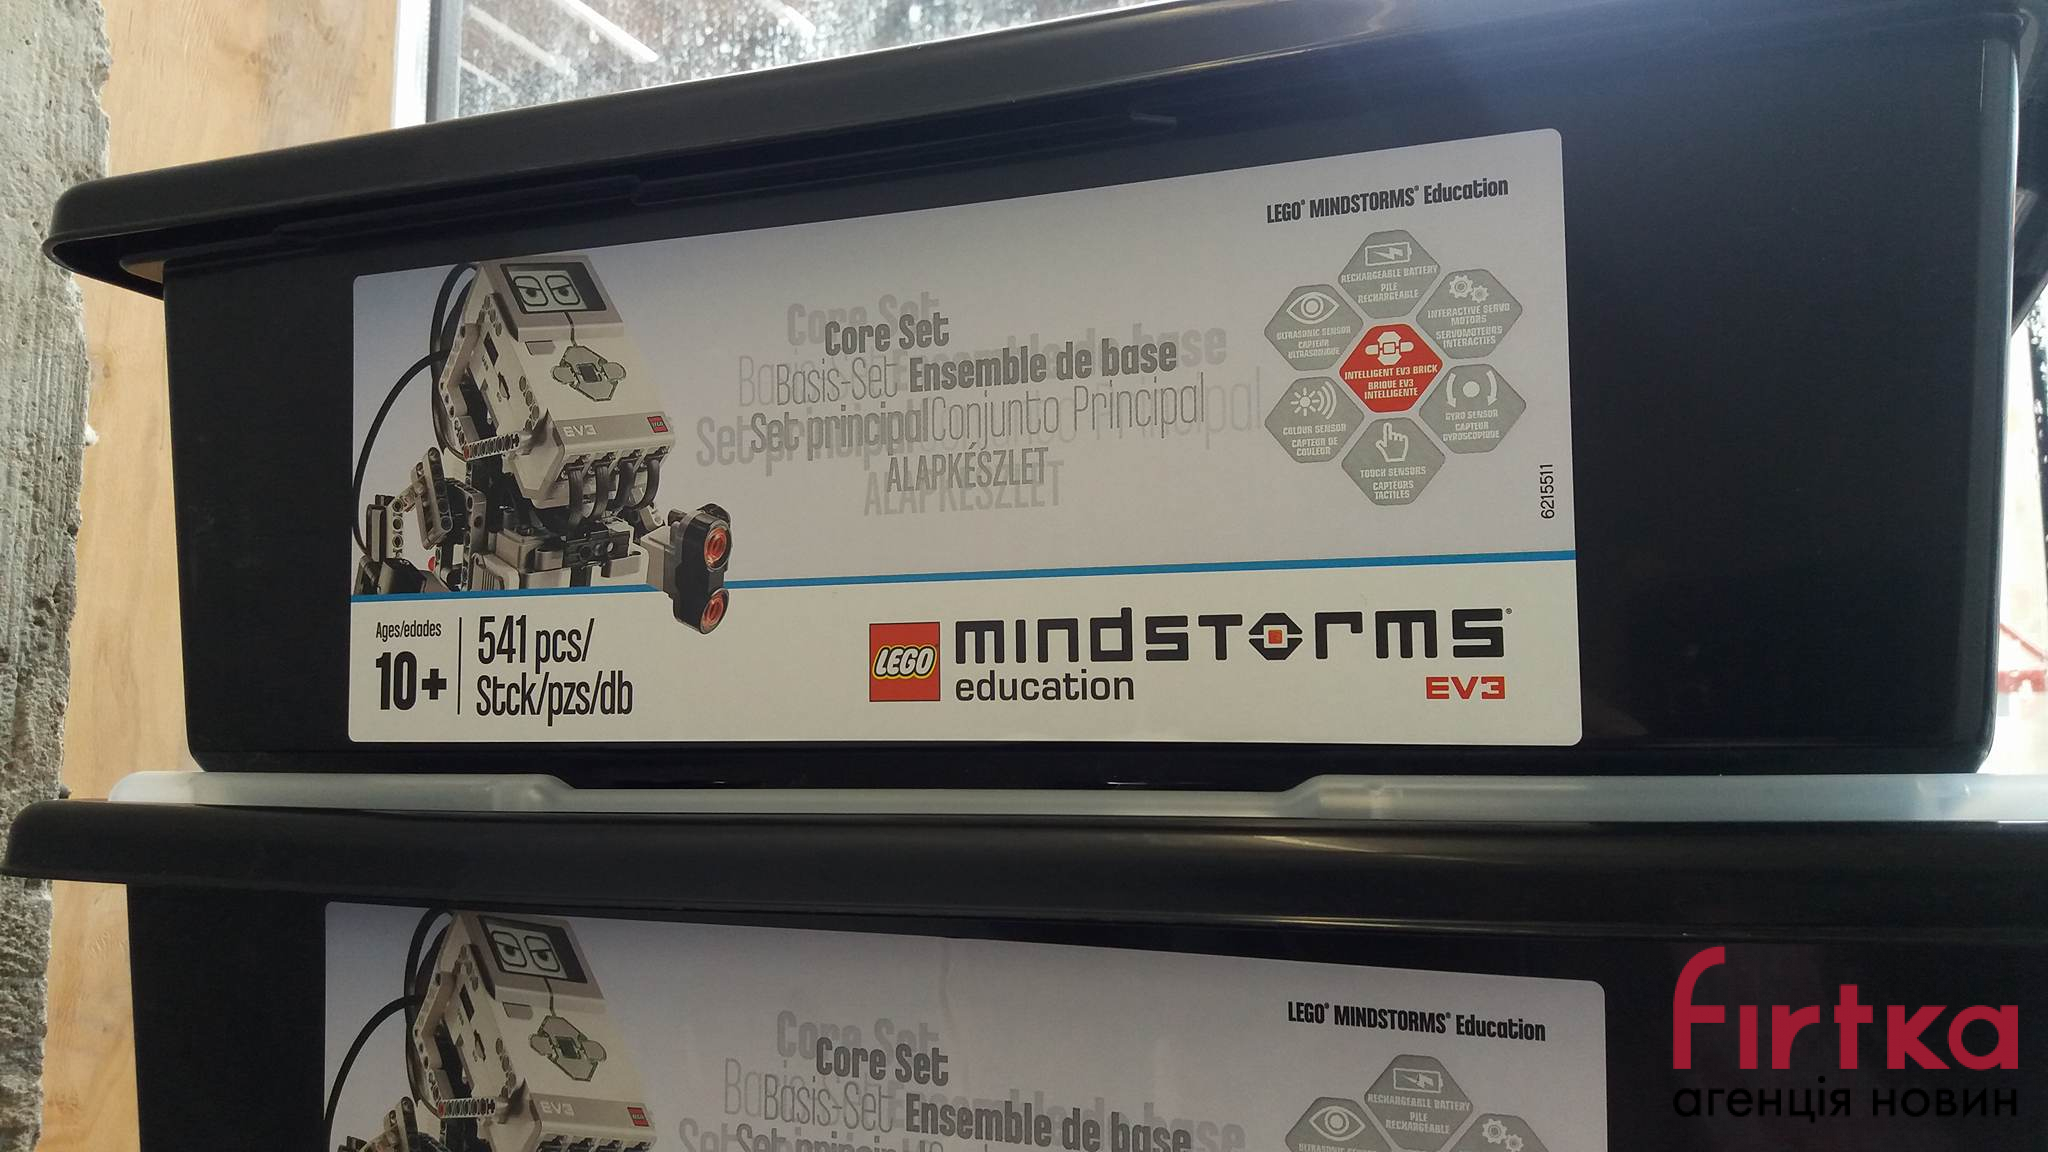 LEGO® MINDSTORMS® Education
Core Set
Basis-Set Ensemble de base
Set principal Conjunto Principal
ALAPKÉSZLET
RECHARGEABLE BATTERY
PILE
RECHARGEABLE
ULTRASONIC SENSOR
CAPTEUR
ULTRASONIQUE
INTERACTIVE SERVO
MOTORS
SERVOMOTEURS
INTERACTIFS
INTELLIGENT EV3 BRICK
BRIQUE EV3
INTELLIGENTE
COLOUR SENSOR
CAPTEUR DE
COULEUR
GYRO SENSOR
CAPTEUR
GYROSCOPIQUE
TOUCH SENSORS
CAPTEURS
TACTILES
6215511
EV3
LEGO
Ages/edades
10+
541 pcs/
Stck/pzs/db
LEGO
mindstorms®
education
EV3
LEGO® MINDSTORMS® Education
Core Set
Basis-Set Ensemble de base
Set principal
RECHARGEABLE BATTERY
PILE
RECHARGEABLE
EV3
LEGO
firtka
агенція новин